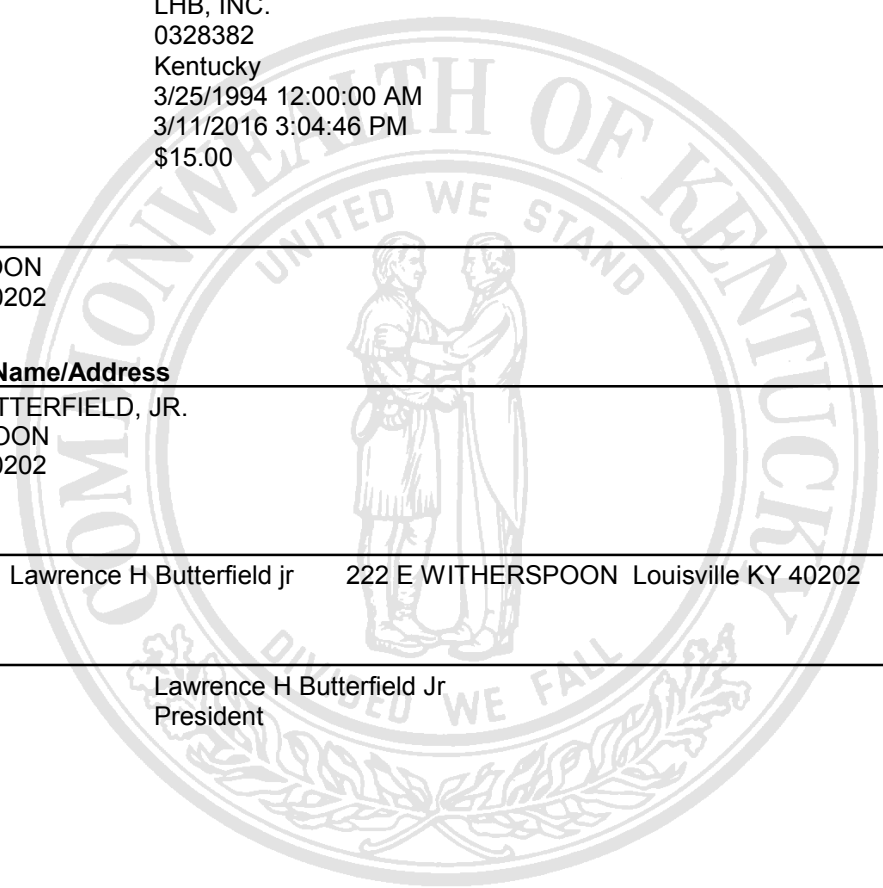 LHB, INC.
0328382
Kentucky
3/25/1994 12:00:00 AM
3/11/2016 3:04:46 PM
$15.00
OON
0202
Name/Address
TTERFIELD, JR.
OON
0202
Lawrence H Butterfield jr 222 E WITHERSPOON Louisville KY 40202
Lawrence H Butterfield Jr
President
COMMONWEALTH OF KENTUCKY
UNITED WE STAND
DIVIDED WE FALL